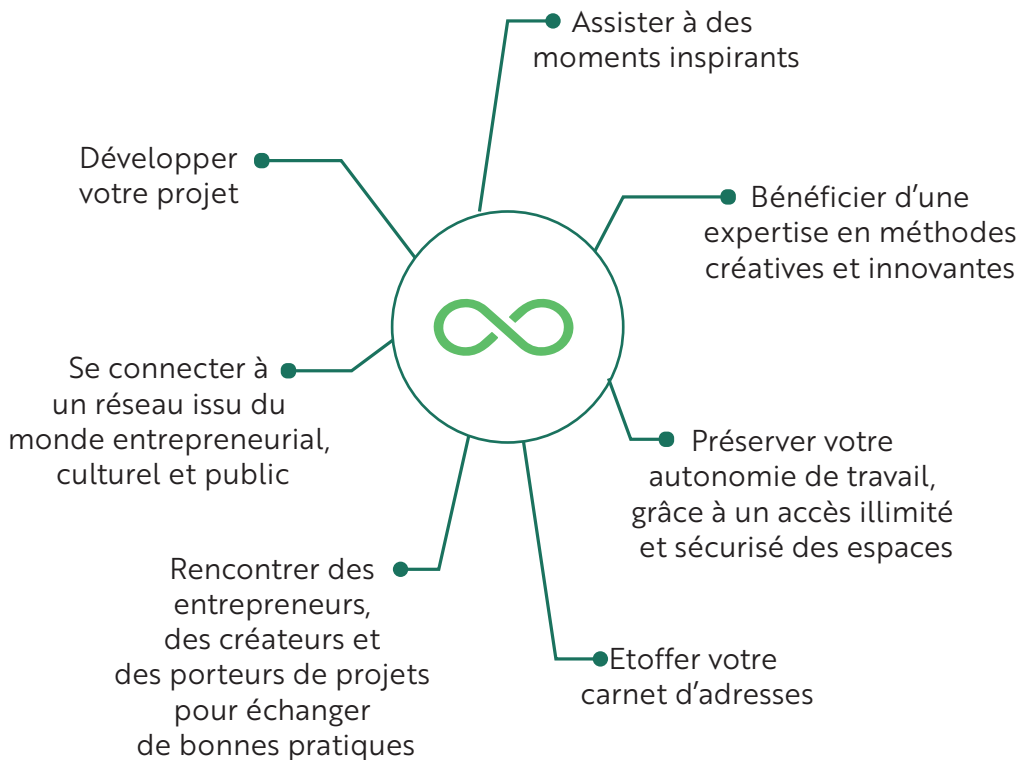 Assister à des
moments inspirants
Développer
votre projet
Bénéficier d'une
expertise en méthodes
créatives et innovantes
Se connecter à
un réseau issu du
monde entrepreneurial,
culturel et public
Préserver votre
autonomie de travail,
grâce à un accès illimité
et sécurisé des espaces
Rencontrer des
entrepreneurs,
des créateurs et
des porteurs de projets
pour échanger
de bonnes pratiques
Etoffer votre
carnet d'adresses